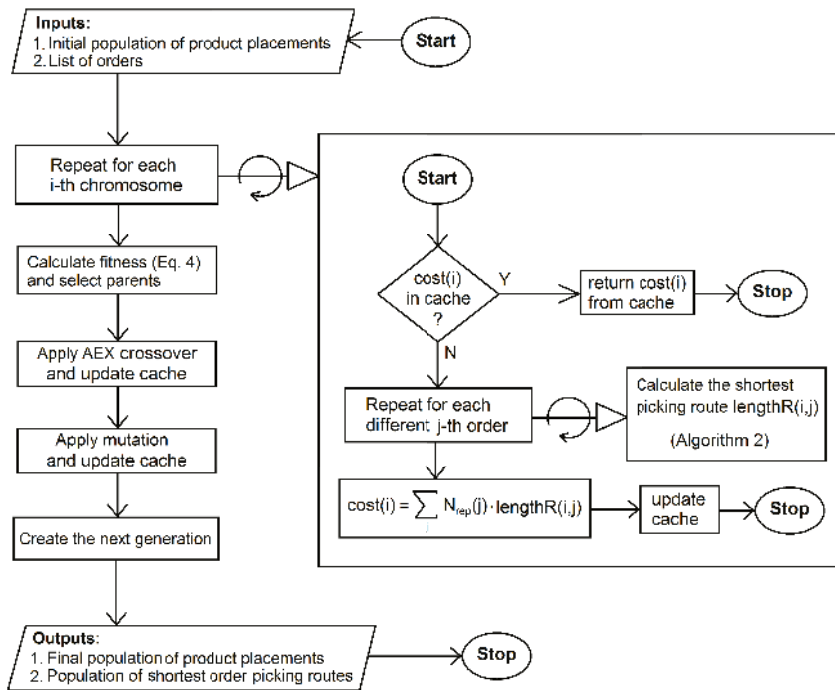 Inputs:
1. Initial population of product placements
2. List of orders
Start
Repeat for each
i-th chromosome
Calculate fitness (Eq. 4)
and select parents
Apply AEX crossover
and update cache
Apply mutation
and update cache
Create the next generation
Outputs:
1. Final population of product placements
2. Population of shortest order picking routes
Stop
Start
cost(i)
in cache
?
Y
return cost(i)
from cache
Stop
N
Repeat for each
different j-th order
Calculate the shortest
picking route lengthR(i,j)
(Algorithm 2)
cost(i) = ∑ N_rep(j) · lengthR(i,j)
update
cache
Stop